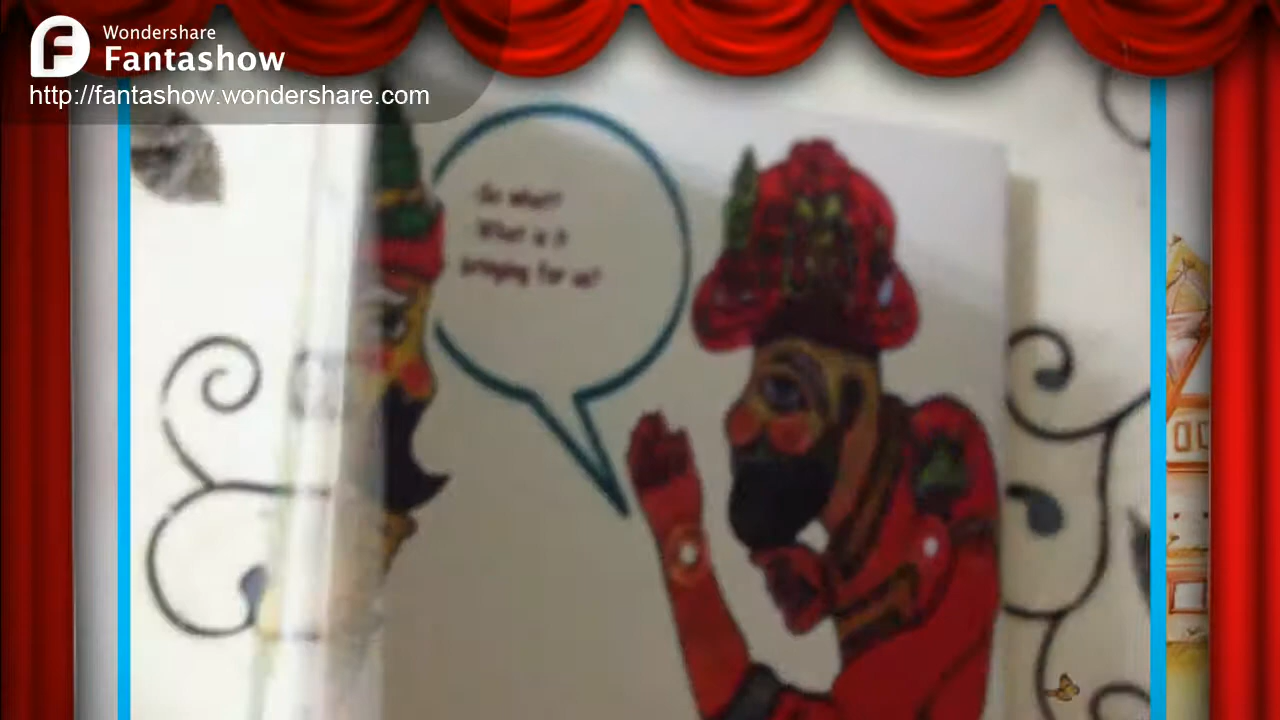 Wondershare
Fantashow
http://fantashow.wondershare.com
-So what?
-What is it
bringing for us?